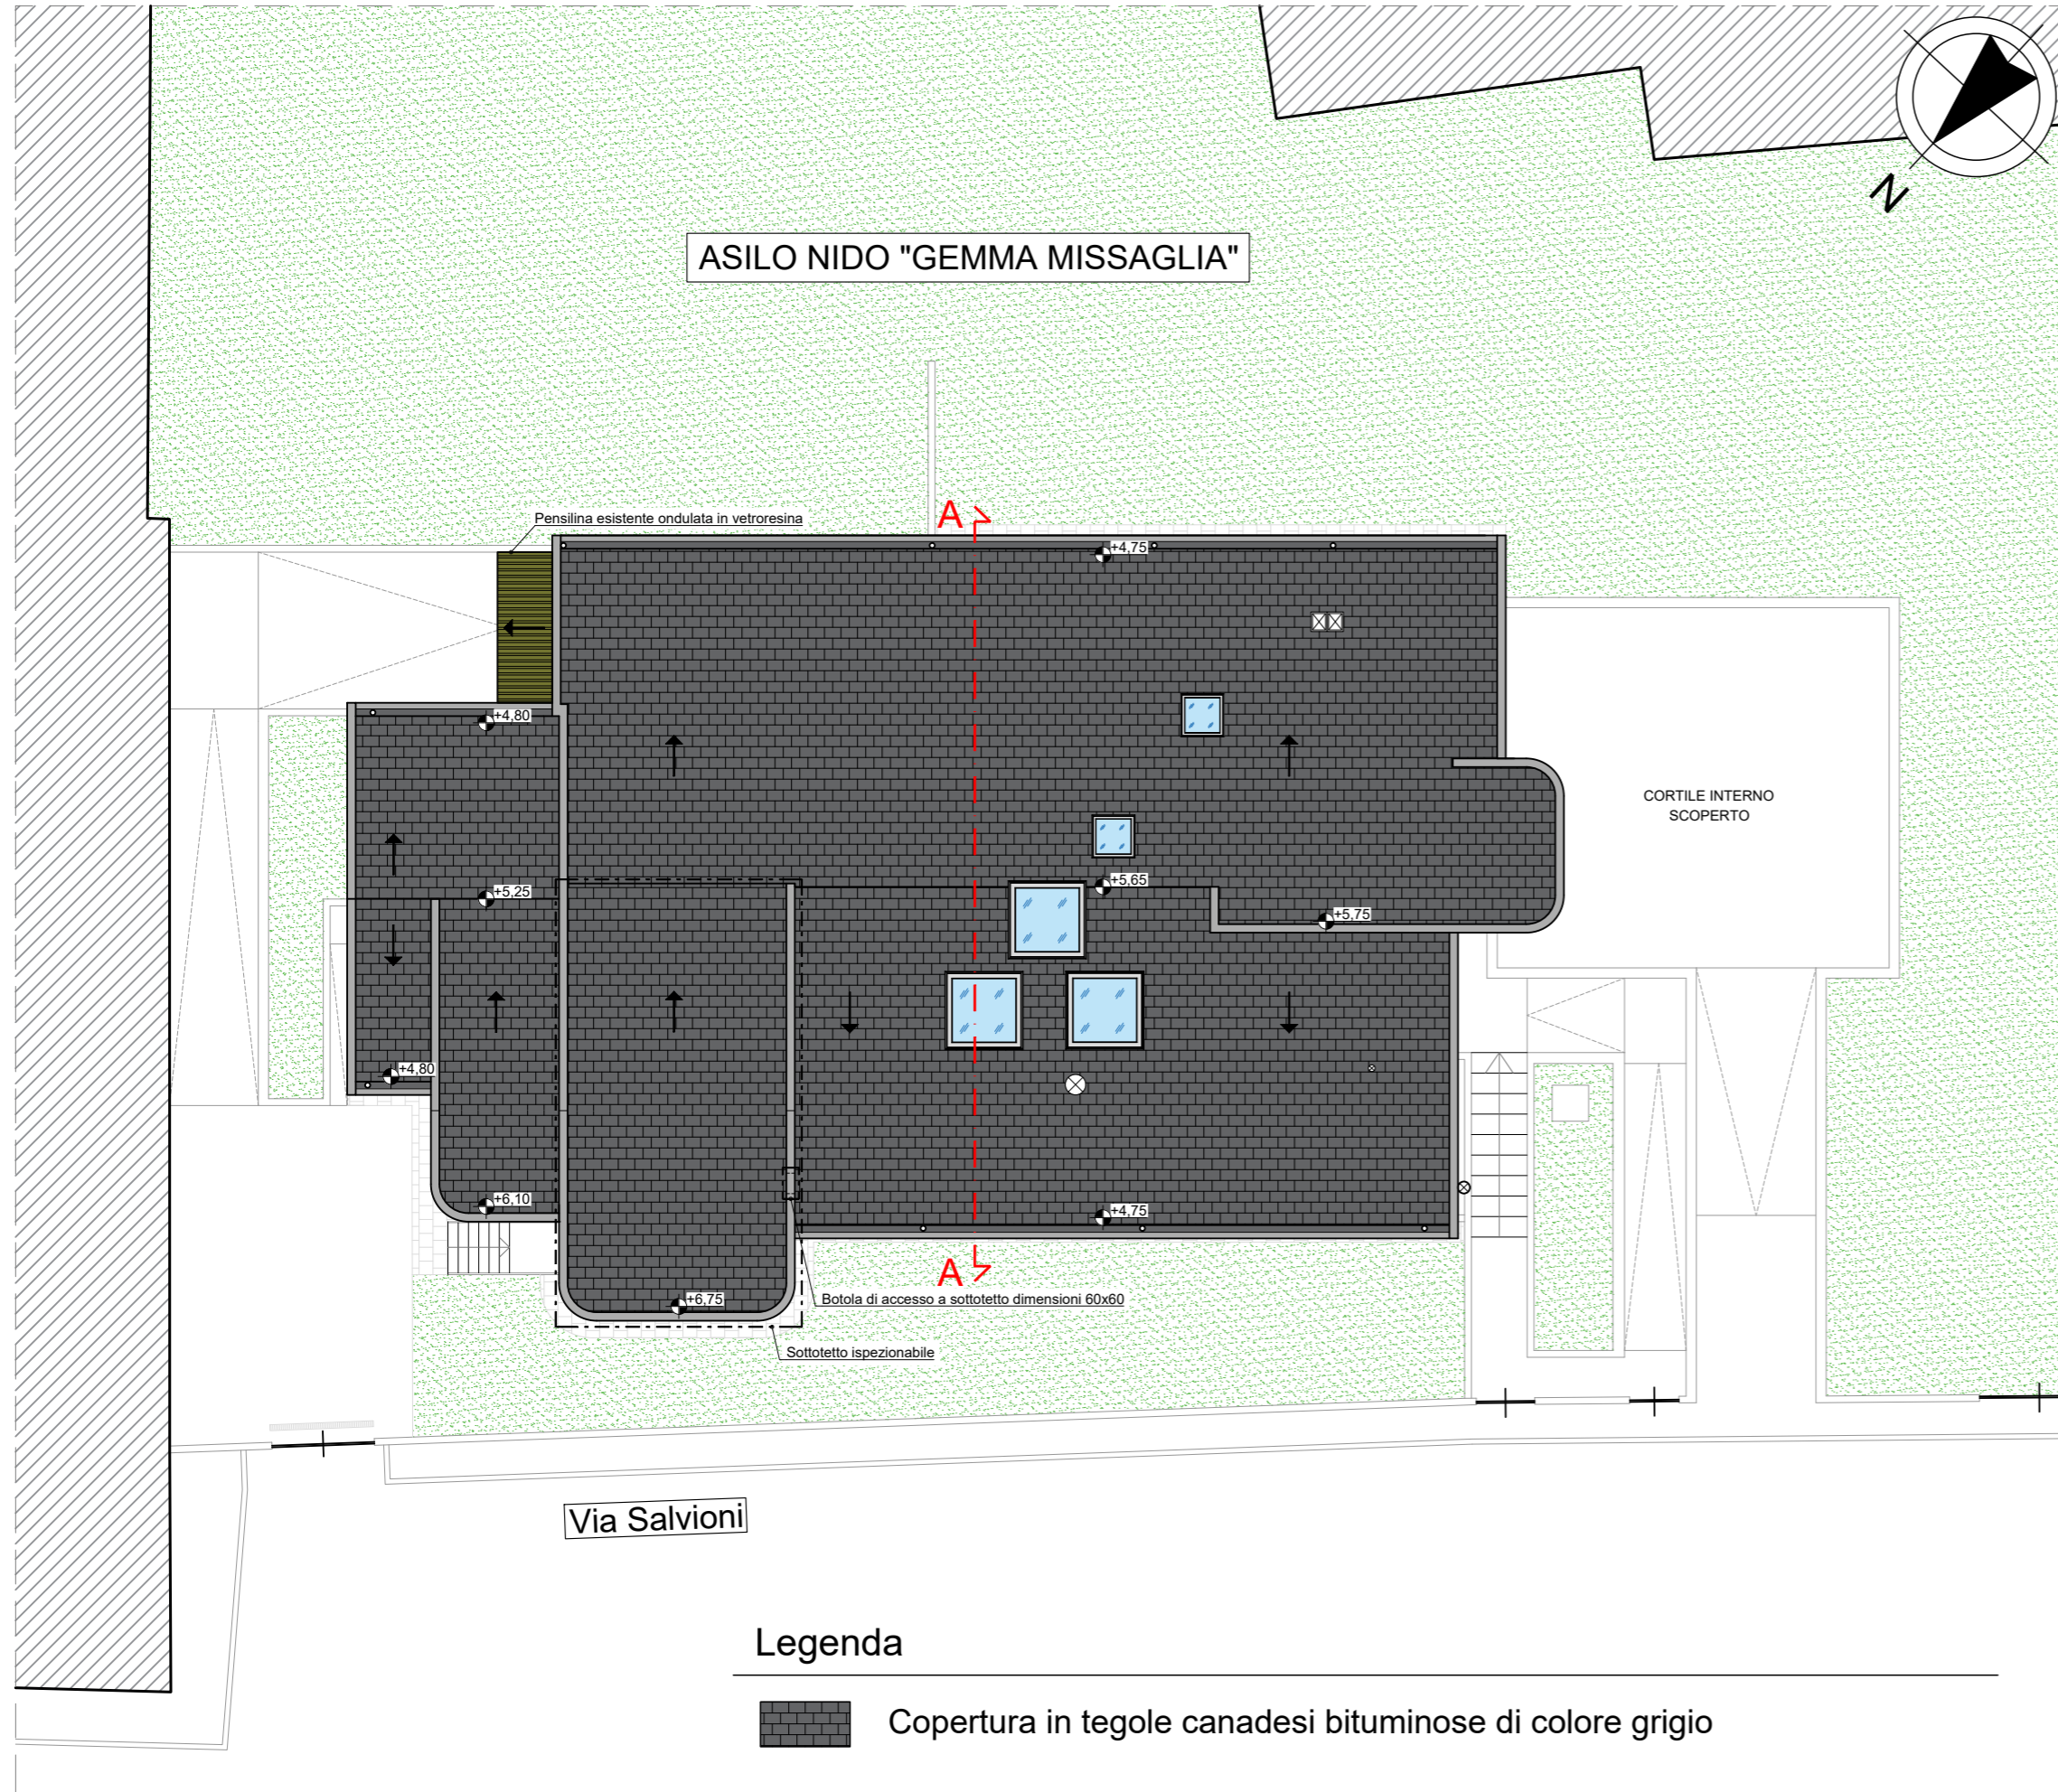 N
ASILO NIDO "GEMMA MISSAGLIA"
Pensilina esistente ondulata in vetroresina
A
+4,75
+4,80
CORTILE INTERNO
SCOPERTO
+5,65
+5,25
+5,75
+4,80
+6,10
+4,75
A
+6,75
Botola di accesso a sottotetto dimensioni 60x60
Sottotetto ispezionabile
Via Salvioni
Legenda
Copertura in tegole canadesi bituminose di colore grigio